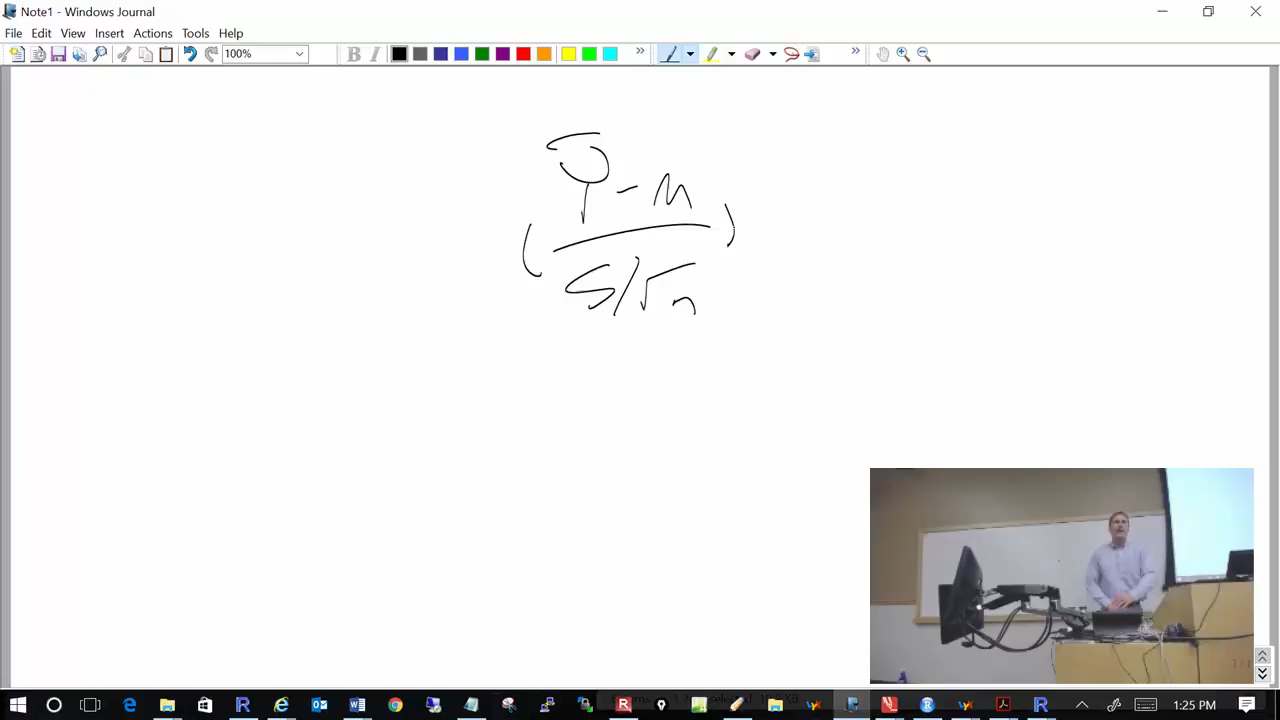 Note1 - Windows Journal
File Edit View Insert Actions Tools Help
100%
B I
(Ȳ - μ)
S/√n
1:25 PM